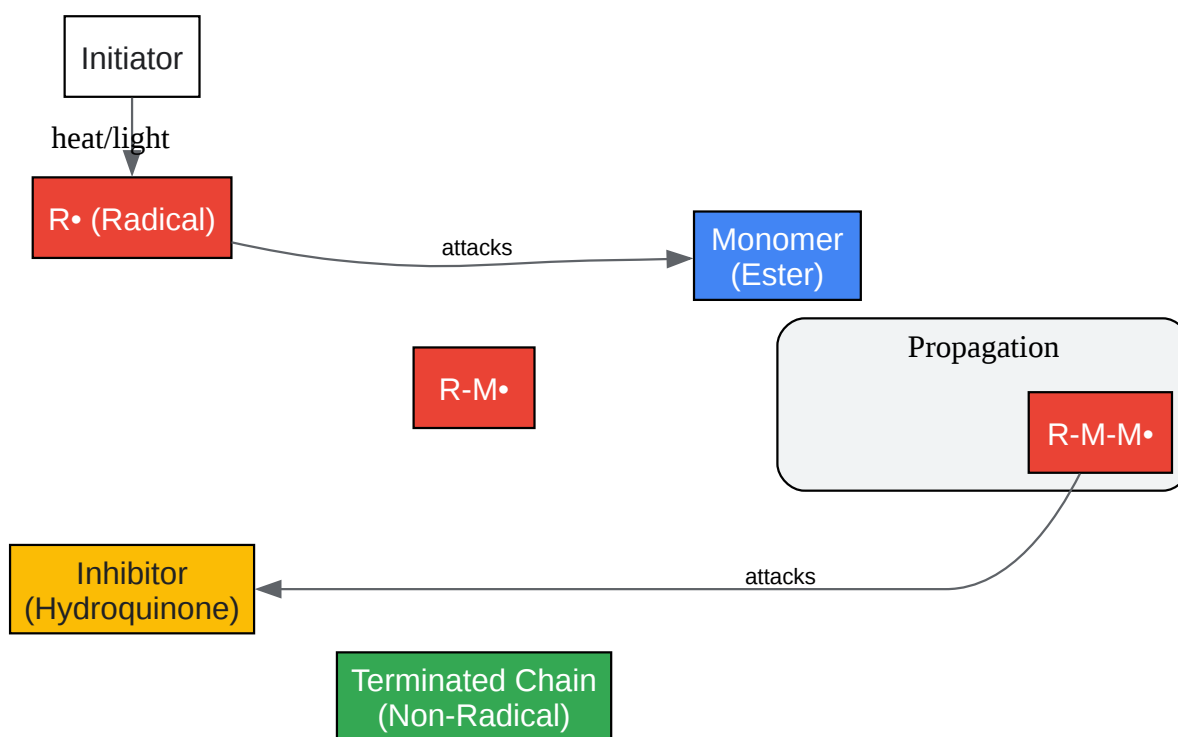 Initiator
heat/light
R• (Radical)
attacks
Monomer
(Ester)
Propagation
R-M•
R-M-M•
Inhibitor
(Hydroquinone)
attacks
Terminated Chain
(Non-Radical)